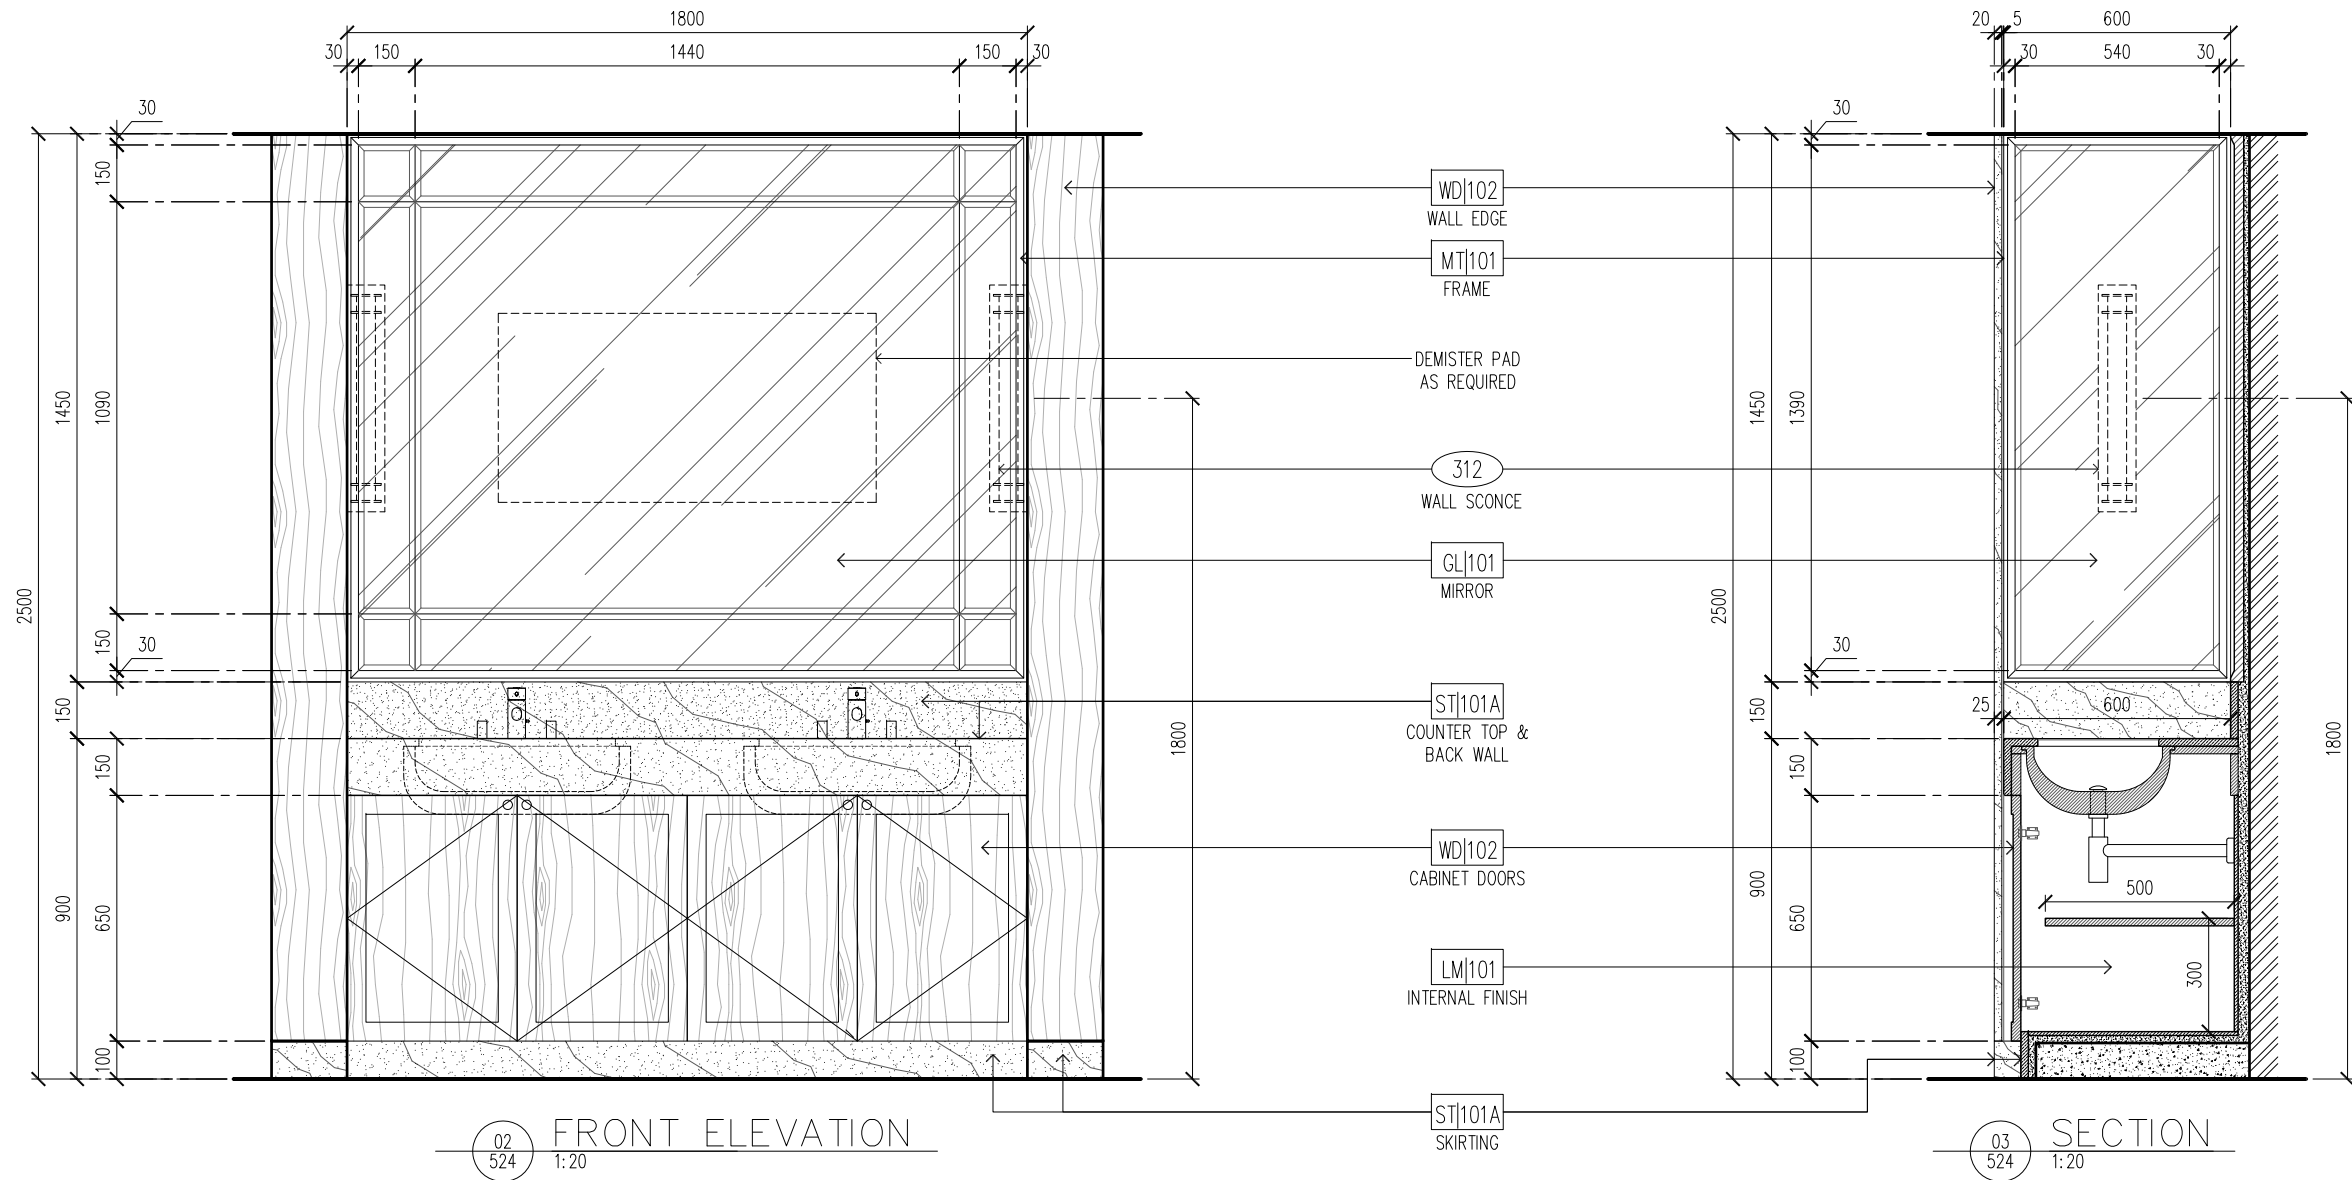 1800
30 150 1440 150 30
30
150
1450
1090
2500
150
30
150
150
900
650
100
1800
WD|102
WALL EDGE
MT|101
FRAME
DEMISTER PAD
AS REQUIRED
312
WALL SCONCE
GL|101
MIRROR
ST|101A
COUNTER TOP &
BACK WALL
WD|102
CABINET DOORS
LM|101
INTERNAL FINISH
ST|101A
SKIRTING
02
524
FRONT ELEVATION
1:20
20 5 600
30 540 30
30
1450
1390
2500
30
150
25 600
150
900
650
500
300
100
1800
03
524
SECTION
1:20